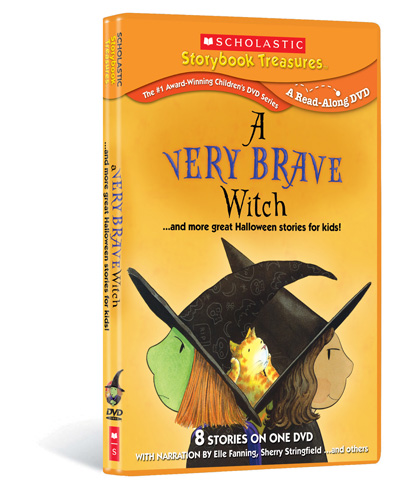 SCHOLASTIC
Storybook Treasures™
The #1 Award-Winning Children's DVD Series
A Read-Along DVD
A
VERY BRAVE
Witch
...and more great Halloween stories for kids!
8 STORIES ON ONE DVD
WITH NARRATION BY Elle Fanning, Sherry Stringfield ...and others
SCHOLASTIC
Storybook Treasures
a VERY BRAVE Witch
...and more great Halloween stories for kids!
DVD
S